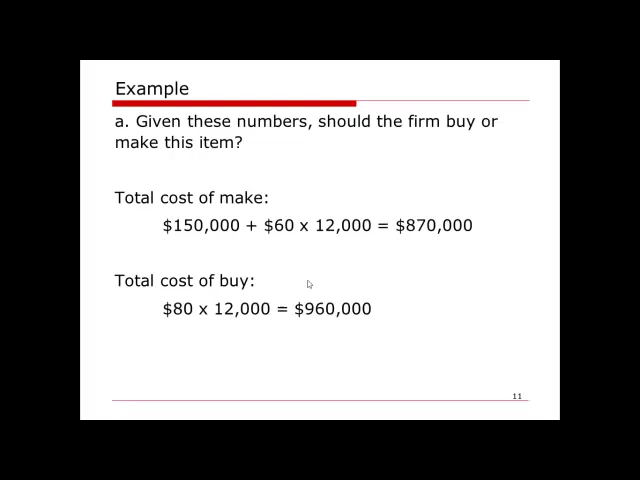 Example
a. Given these numbers, should the firm buy or
make this item?
Total cost of make:
$150,000 + $60 x 12,000 = $870,000
Total cost of buy:
$80 x 12,000 = $960,000
11